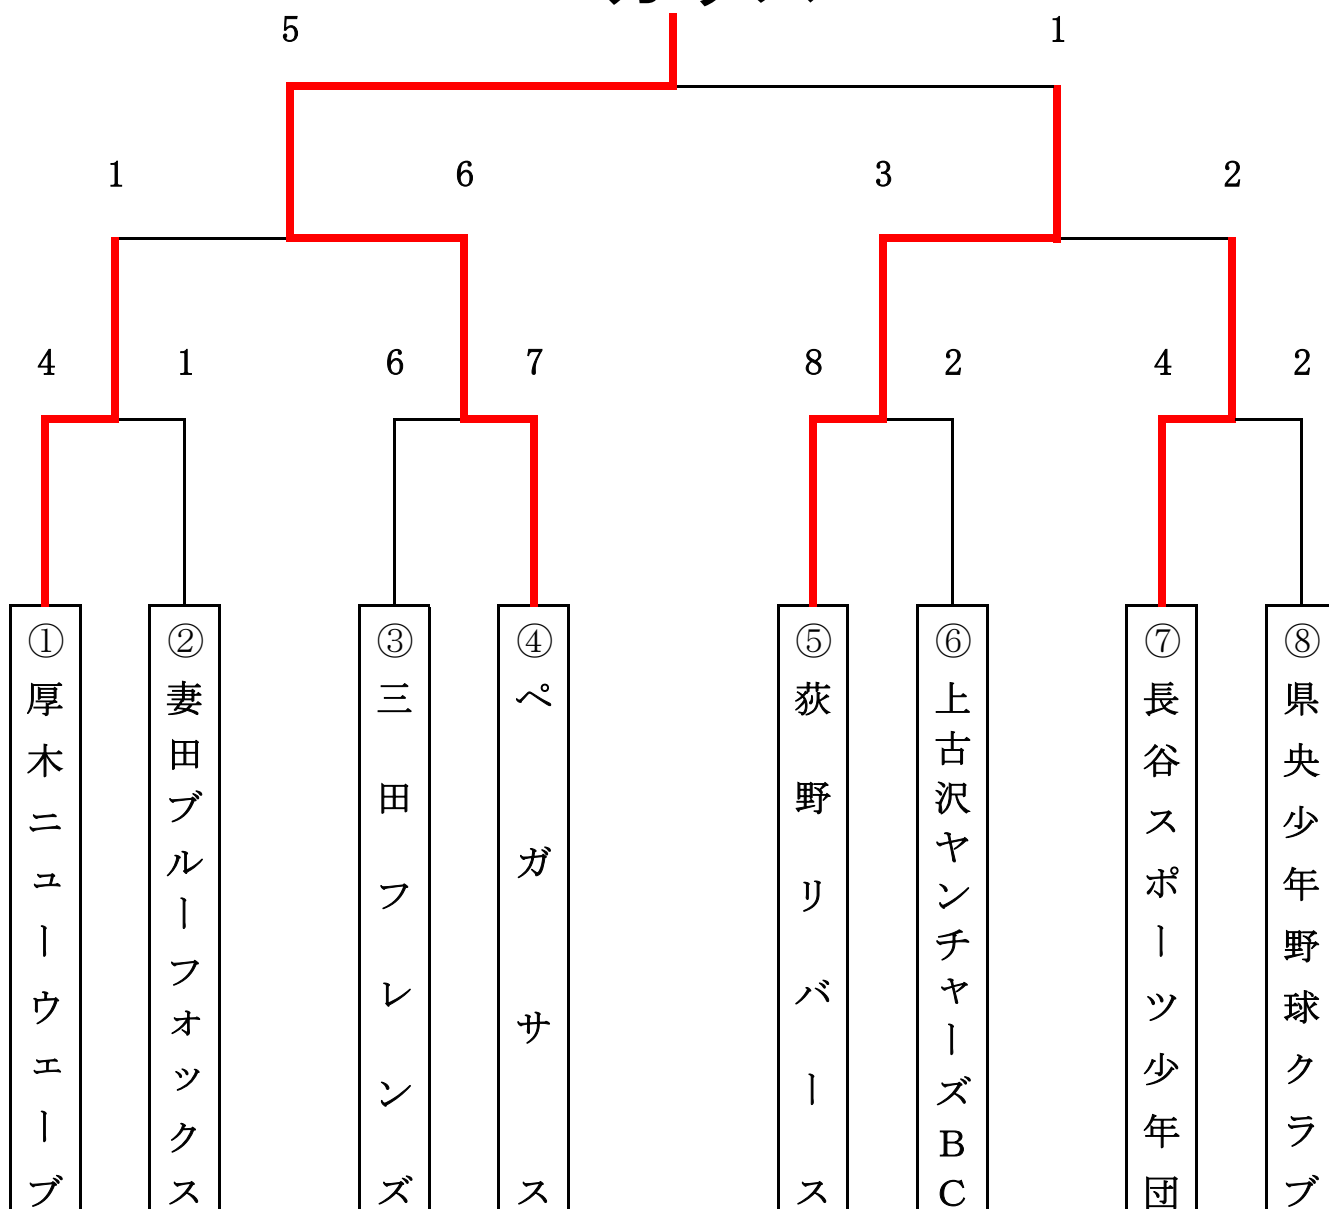 5 1
1 6 3 2
4 1 6 7 8 2 4 2
①厚木ニューウェーブ
②妻田ブルーフォックス
③三田フレンズ
④ペガサス
⑤荻野リバース
⑥上古沢ヤンチャーズBC
⑦長谷スポーツ少年団
⑧県央少年野球クラブ